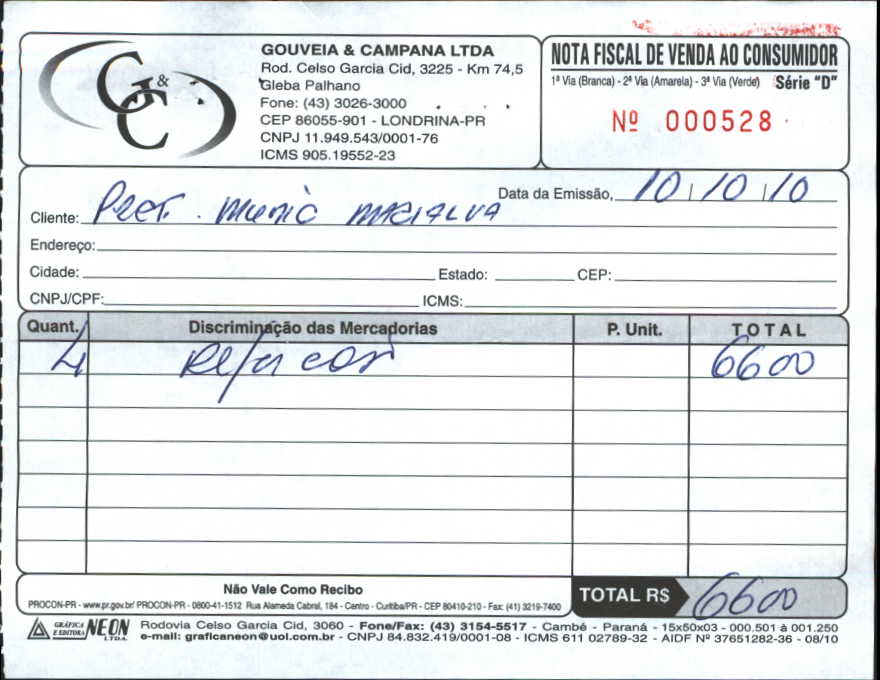 G & C
GOUVEIA & CAMPANA LTDA
Rod. Celso Garcia Cid, 3225 - Km 74,5
Gleba Palhano
Fone: (43) 3026-3000
CEP 86055-901 - LONDRINA-PR
CNPJ 11.949.543/0001-76
ICMS 905.19552-23
NOTA FISCAL DE VENDA AO CONSUMIDOR
1ª Via (Branca) - 2ª Via (Amarela) - 3ª Via (Verde) Série "D"
Nº 000528
Data da Emissão, 10/10/10
Cliente: Pref. Munic MARIALVA
Endereço:
Cidade: Estado: CEP:
CNPJ/CPF: ICMS:
Quant. Discriminação das Mercadorias P. Unit. TOTAL
4 Refeicoes 6600
Não Vale Como Recibo
PROCON-PR - www.pr.gov.br/ PROCON-PR - 0800-41-1512 Rua Alameda Cabral, 184 - Centro - Curitiba/PR - CEP 80410-210 - Fax: (41) 3219-7400
TOTAL R$ 6600
GRÁFICA E EDITORA NEON LTDA. Rodovia Celso Garcia Cid, 3060 - Fone/Fax: (43) 3154-5517 - Cambé - Paraná - 15x50x03 - 000.501 à 001.250
e-mail: graficaneon@uol.com.br - CNPJ 84.832.419/0001-08 - ICMS 611 02789-32 - AIDF Nº 37651282-36 - 08/10